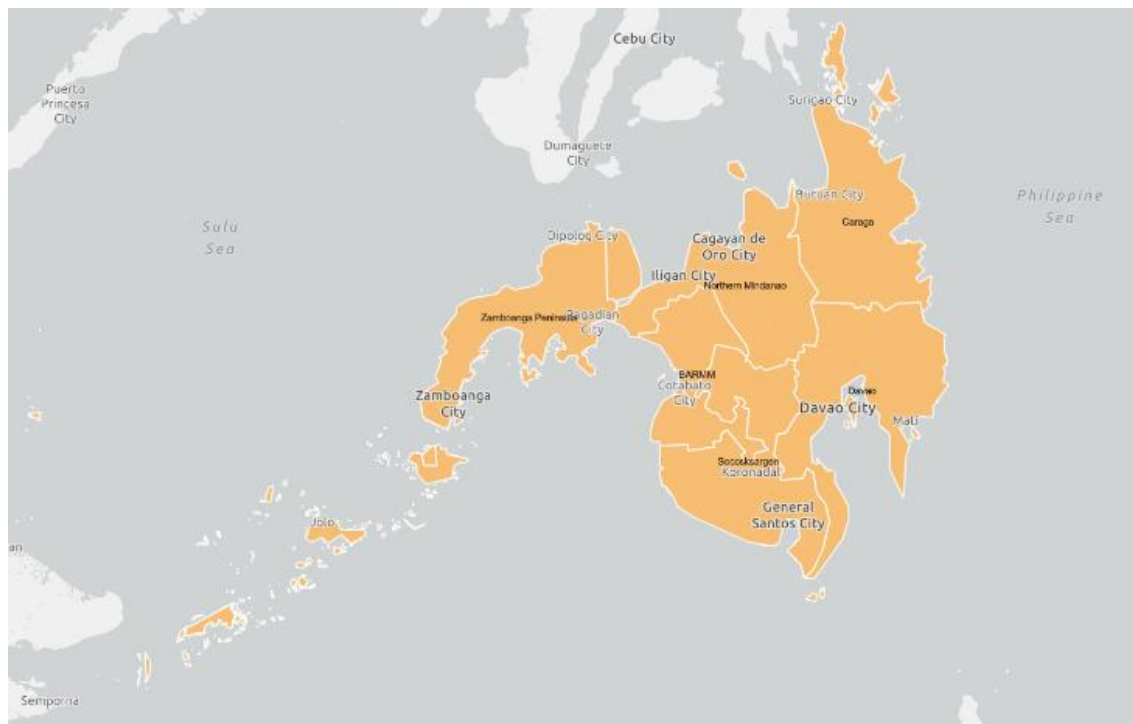 Cebu City
Puerto
Princesa
City
Surigao City
Dumaguete
City
Butuan City
Philippine
Sea
Sulu
Sea
Caraga
Dipolog City
Cagayan de
Oro City
Iligan City
Northern Mindanao
Zamboanga Peninsula
Pagadian
City
BARMM
Cotabato
City
Davao
Zamboanga
City
Davao City
Mati
Soccsksargen
Koronadal
General
Santos City
Jolo
an
Semporna